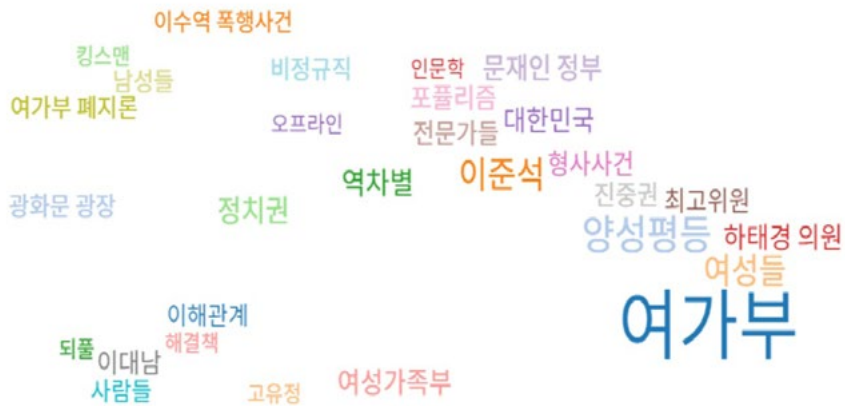 이수역 폭행사건
킹스맨
남성들
비정규직
인문학
문재인 정부
여가부 폐지론
포퓰리즘
오프라인
전문가들
대한민국
역차별
이준석
형사사건
진중권
최고위원
광화문 광장
정치권
양성평등
하태경 의원
여성들
여가부
이해관계
해결책
되풀
이대남
사람들
고유정
여성가족부